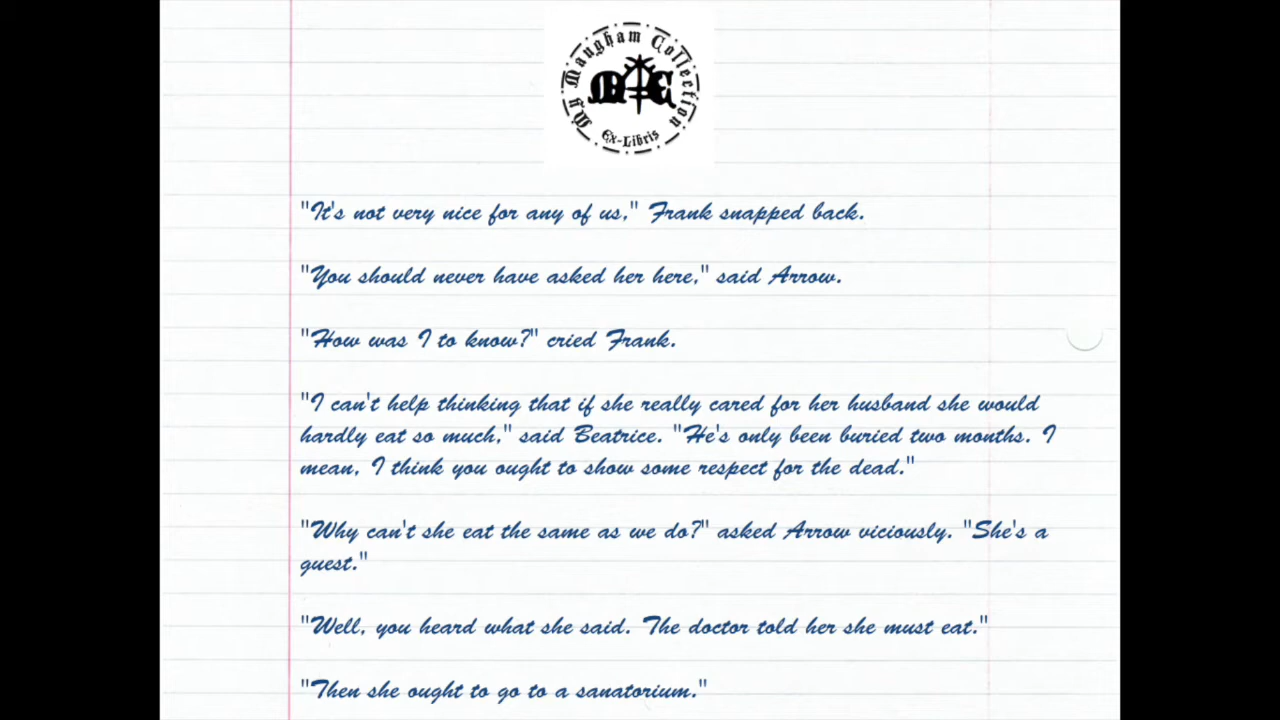 My Maugham Collection
MC
Ex-Libris
"It's not very nice for any of us," Frank snapped back.
"You should never have asked her here," said Arrow.
"How was I to know?" cried Frank.
"I can't help thinking that if she really cared for her husband she would
hardly eat so much," said Beatrice. "He's only been buried two months. I
mean, I think you ought to show some respect for the dead."
"Why can't she eat the same as we do?" asked Arrow viciously. "She's a
guest."
"Well, you heard what she said. The doctor told her she must eat."
"Then she ought to go to a sanatorium."